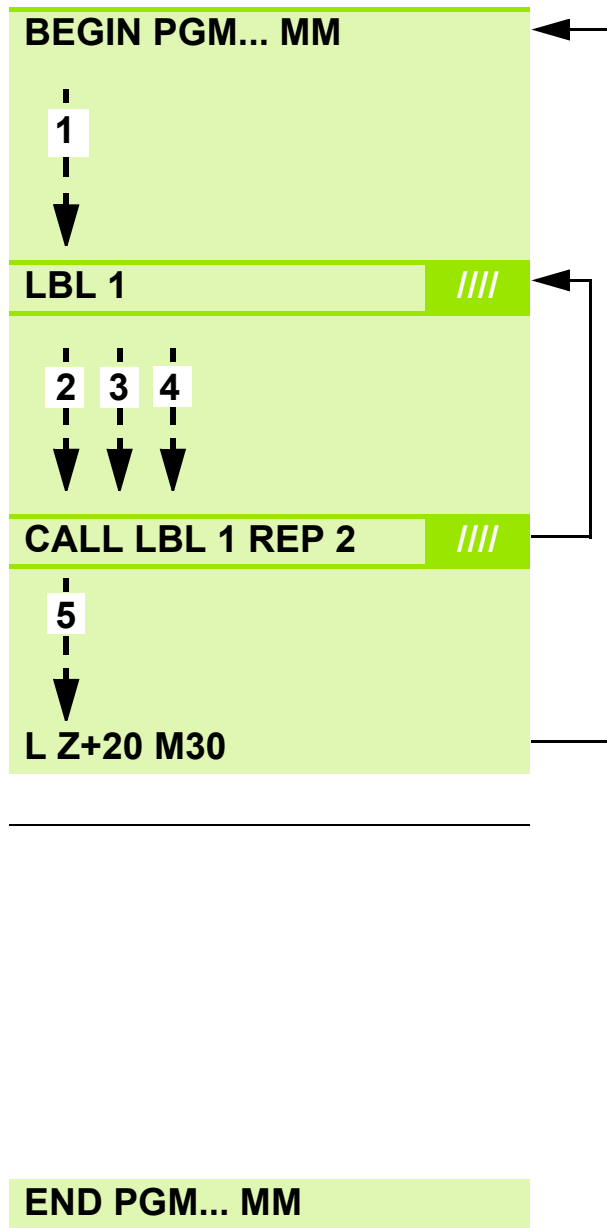 BEGIN PGM... MM
1
LBL 1 ////
2 3 4
CALL LBL 1 REP 2 ////
5
L Z+20 M30
END PGM... MM